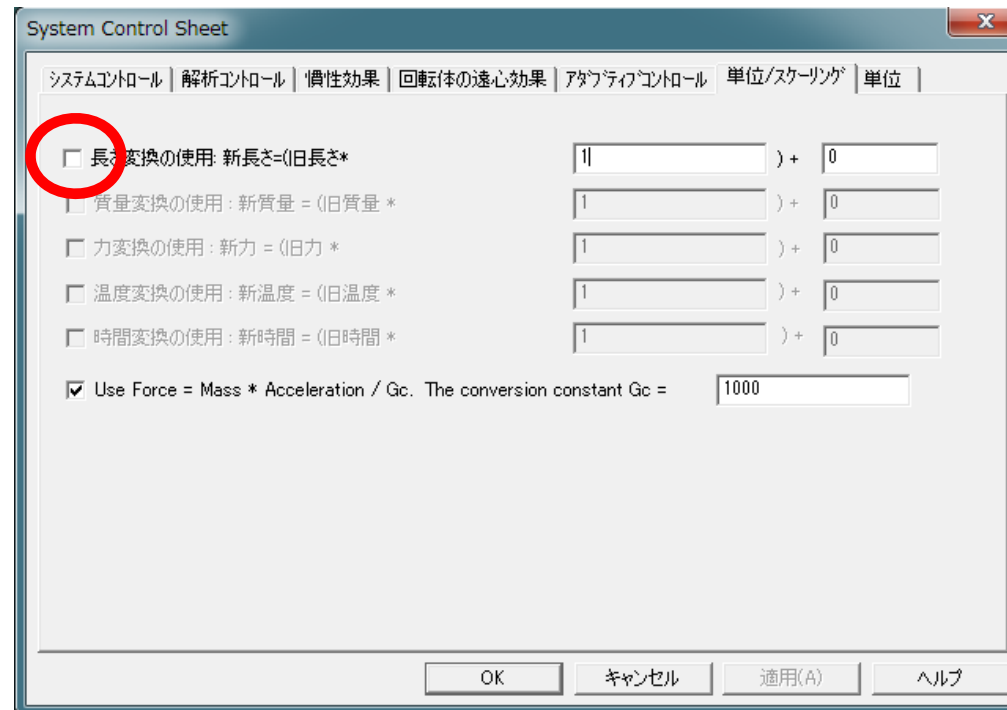 System Control Sheet
システムコントロール 解析コントロール 慣性効果 回転体の遠心効果 アダプティブコントロール 単位/スケーリング 単位
長さ変換の使用: 新長さ=(旧長さ* 1 ) + 0
質量変換の使用 : 新質量 = (旧質量 * 1 ) + 0
力変換の使用 : 新力 = (旧力 * 1 ) + 0
温度変換の使用 : 新温度 = (旧温度 * 1 ) + 0
時間変換の使用 : 新時間 = (旧時間 * 1 ) + 0
Use Force = Mass * Acceleration / Gc. The conversion constant Gc = 1000
OK キャンセル 適用(A) ヘルプ